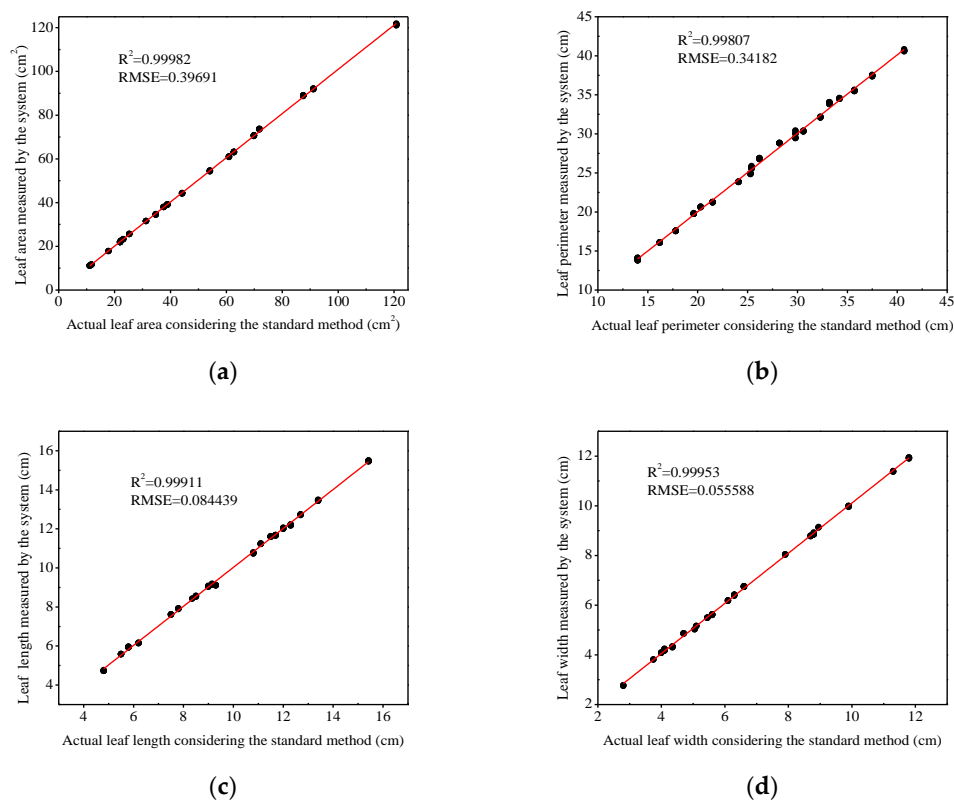 120
100
80
60
40
20
0
Leaf area measured by the system (cm²)
R²=0.99982
RMSE=0.39691
0 20 40 60 80 100 120
Actual leaf area considering the standard method (cm²)
(a)
45
40
35
30
25
20
15
10
Leaf perimeter measured by the system (cm)
R²=0.99807
RMSE=0.34182
10 15 20 25 30 35 40 45
Actual leaf perimeter considering the standard method (cm)
(b)
16
14
12
10
8
6
4
Leaf length measured by the system (cm)
R²=0.99911
RMSE=0.084439
4 6 8 10 12 14 16
Actual leaf length considering the standard method (cm)
(c)
12
10
8
6
4
2
Leaf width measured by the system (cm)
R²=0.99953
RMSE=0.055588
2 4 6 8 10 12
Actual leaf width considering the standard method (cm)
(d)